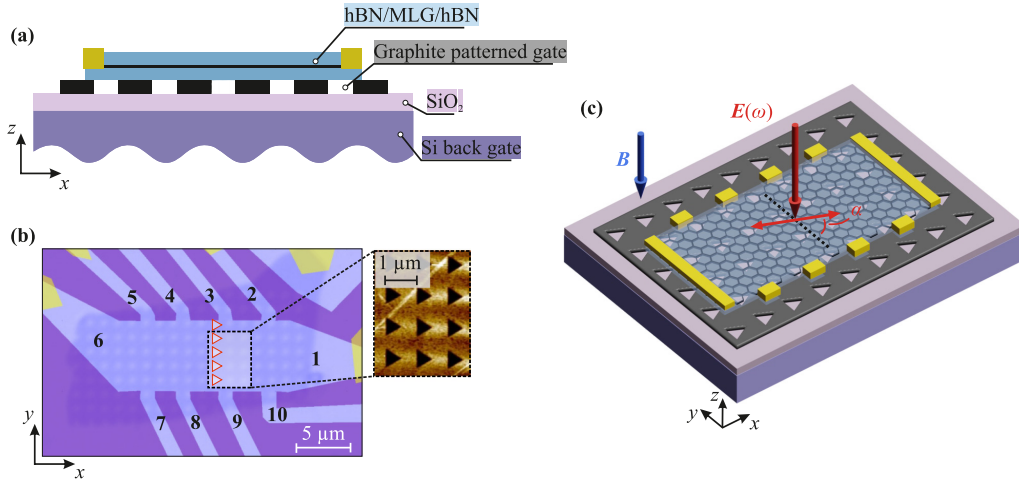 (a)
hBN/MLG/hBN
Graphite patterned gate
SiO₂
Si back gate
z
x
(b)
1 µm
5
4
3
2
6
1
7
8
9
10
5 µm
y
x
(c)
E(ω)
B
α
z
y
x